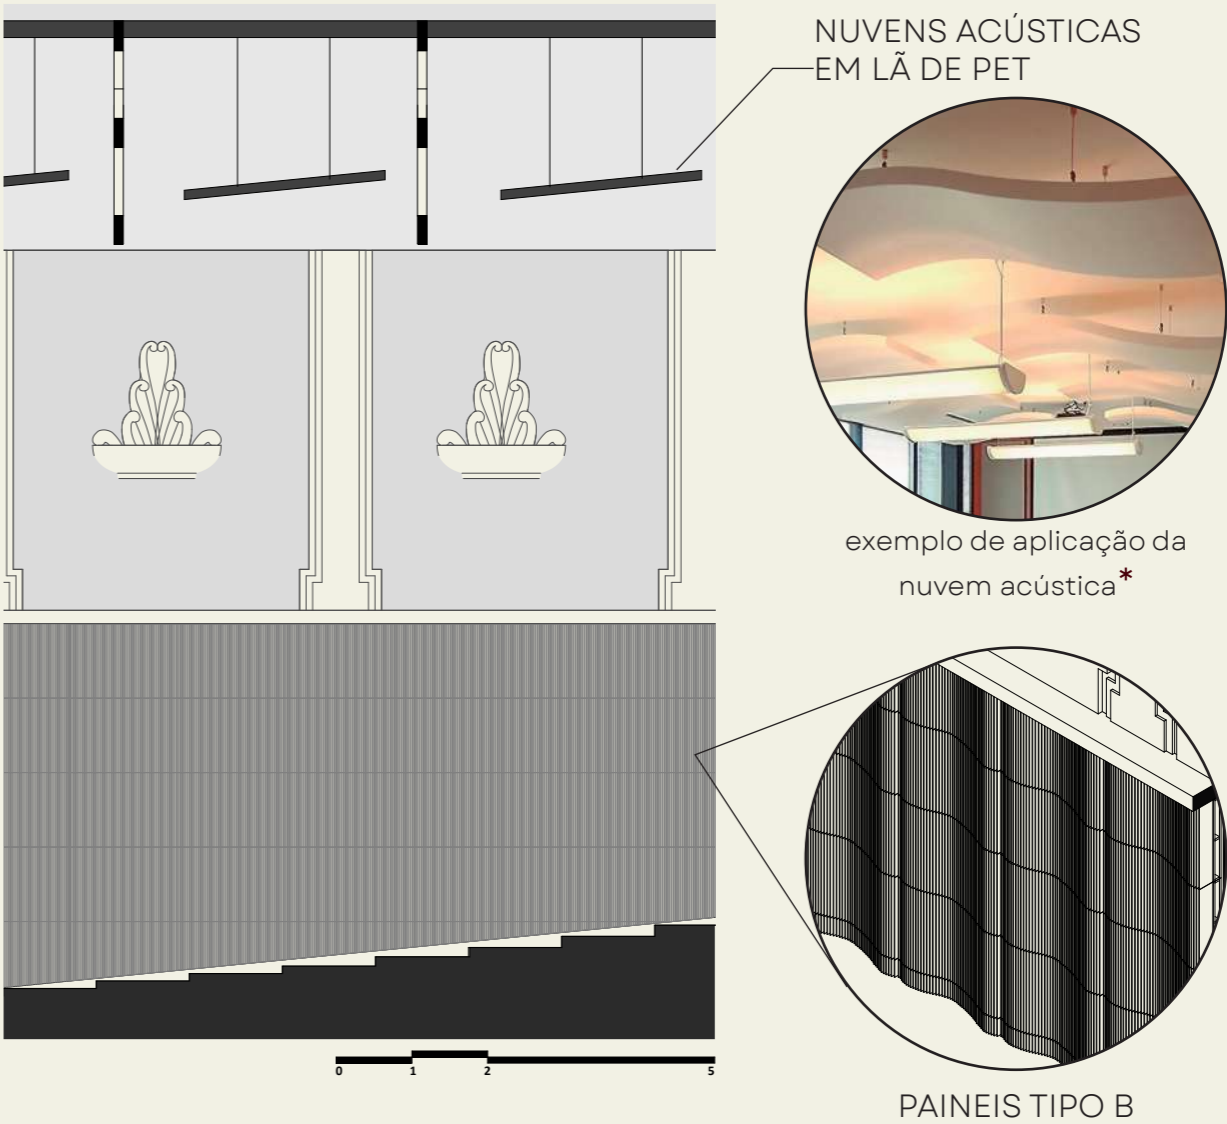 NUVENS ACÚSTICAS
EM LÃ DE PET
exemplo de aplicação da
nuvem acústica*
0 1 2 5
PAINEIS TIPO B